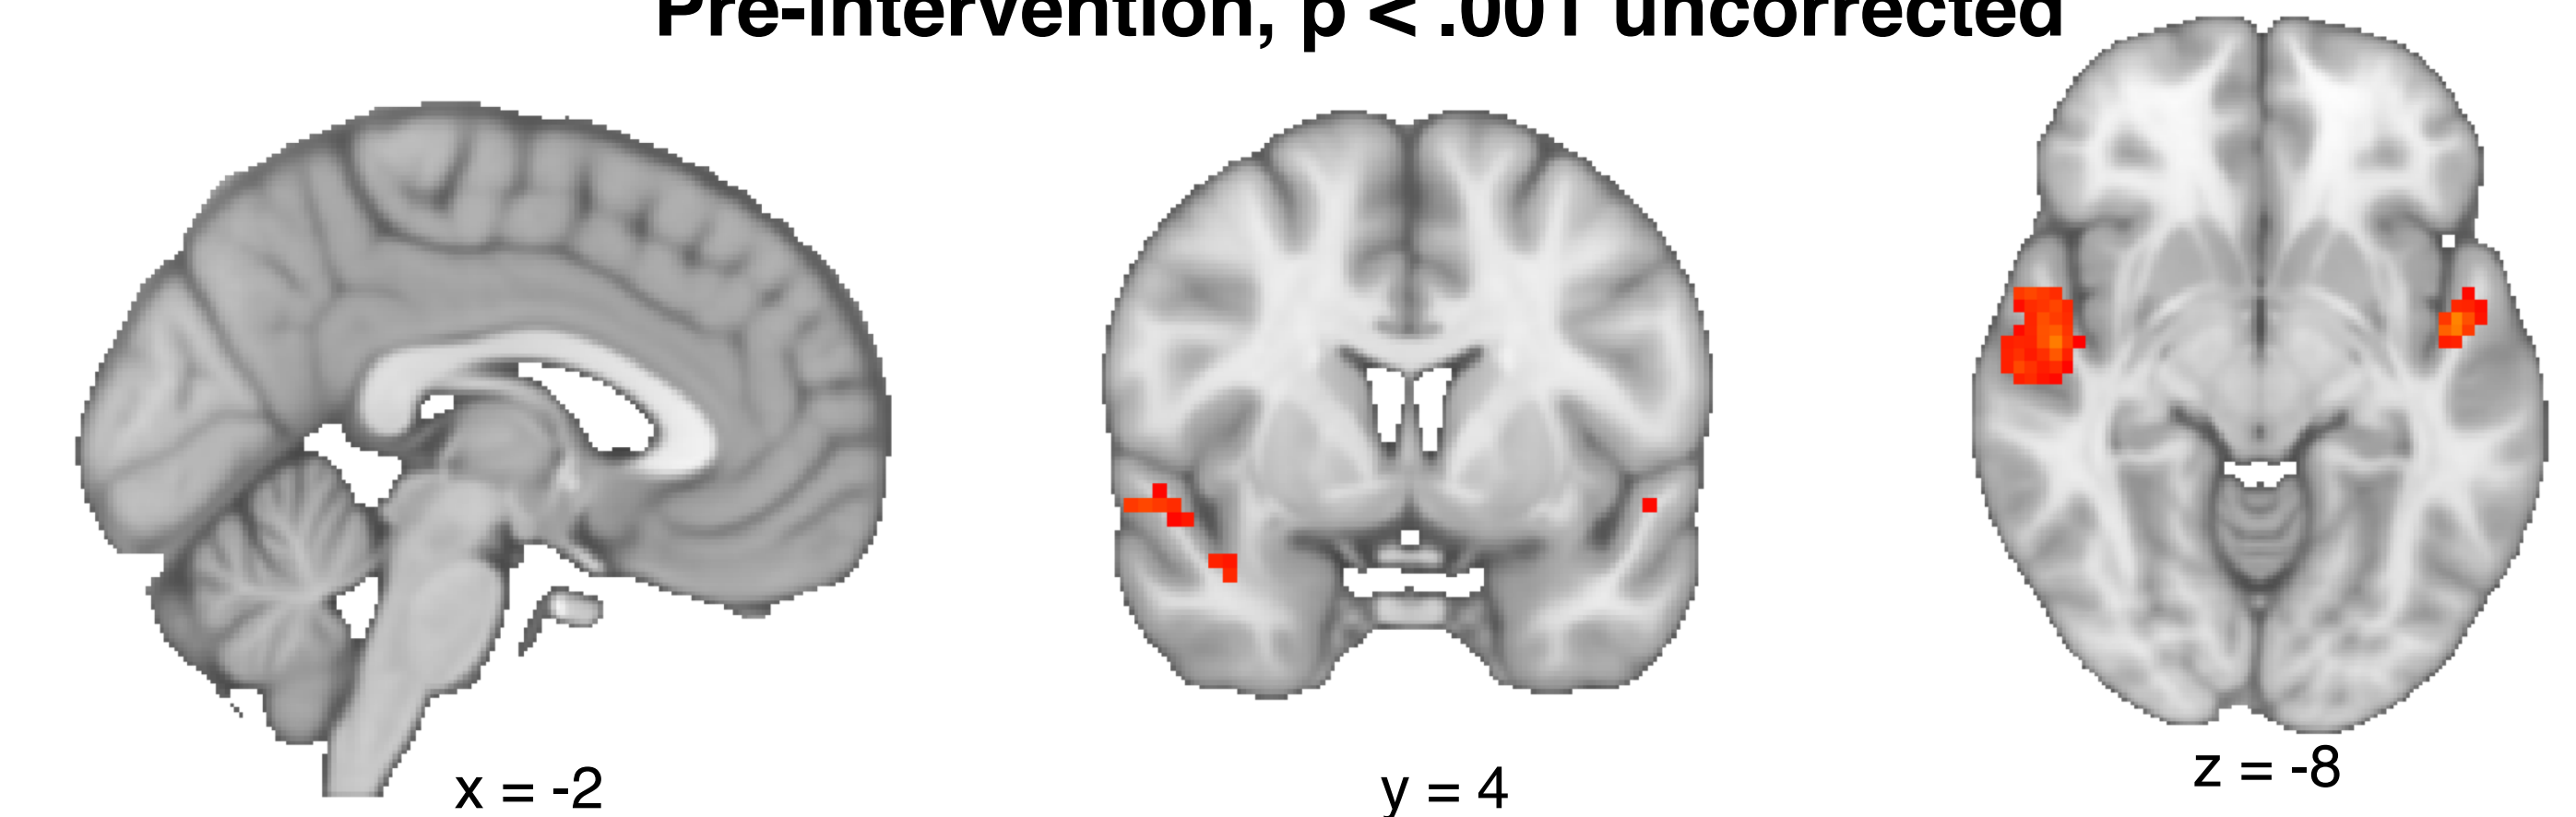 Pre-intervention, p < .001 uncorrected
x = -2
y = 4
z = -8